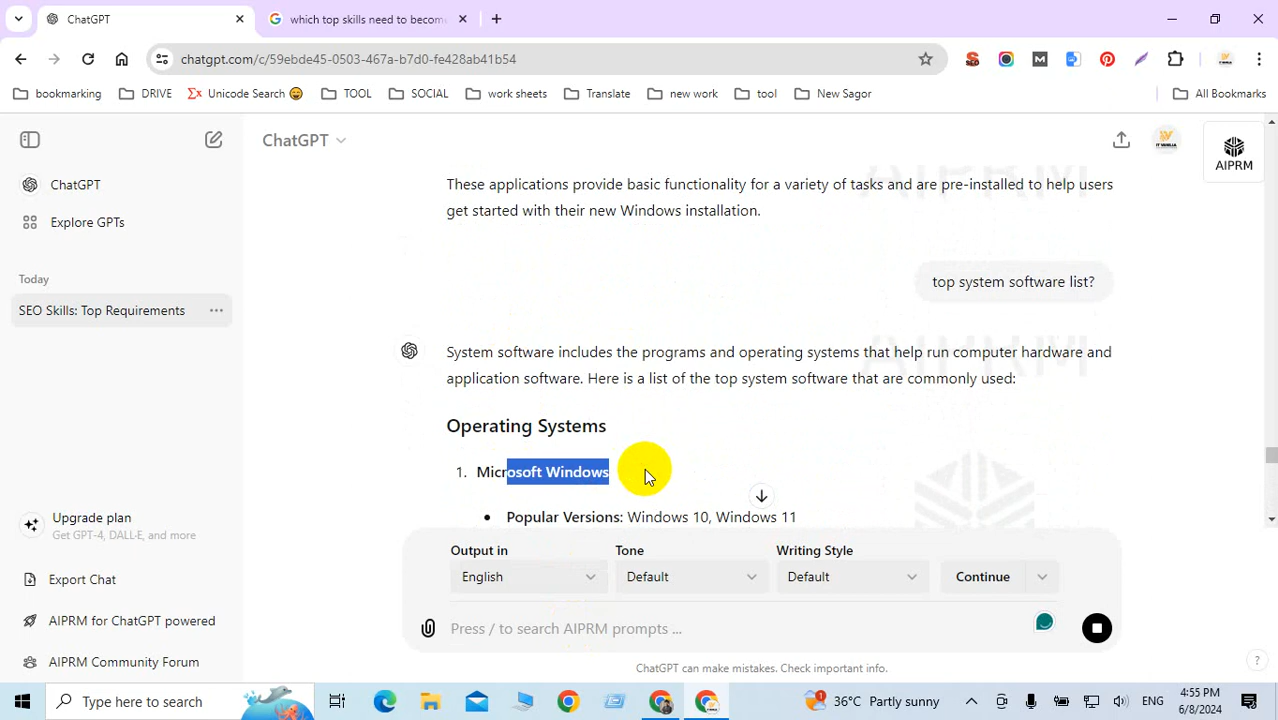 ChatGPT
which top skills need to becom
chatgpt.com/c/59ebde45-0503-467a-b7d0-fe428ab41b54
bookmarking
DRIVE
Unicode Search
TOOL
SOCIAL
work sheets
Translate
new work
tool
New Sagor
All Bookmarks
ChatGPT
AIPRM
ChatGPT
Explore GPTs
These applications provide basic functionality for a variety of tasks and are pre-installed to help users
get started with their new Windows installation.
Today
SEO Skills: Top Requirements
top system software list?
AIPRM
System software includes the programs and operating systems that help run computer hardware and
application software. Here is a list of the top system software that are commonly used:
Operating Systems
1. Microsoft Windows
• Popular Versions: Windows 10, Windows 11
Upgrade plan
Get GPT-4, DALL·E, and more
Export Chat
AIPRM for ChatGPT powered
AIPRM Community Forum
Output in
Tone
Writing Style
English
Default
Default
Continue
Press / to search AIPRM prompts ...
ChatGPT can make mistakes. Check important info.
?
Type here to search
1
36°C Partly sunny
ENG
4:55 PM
6/8/2024